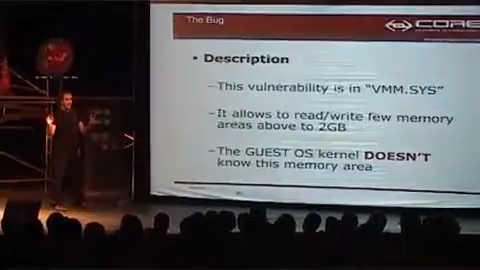 The Bug
CORE
Description
This vulnerability is in "VMM.SYS"
It allows to read/write few memory
areas above to 2GB
The GUEST OS kernel DOESN'T
know this memory area